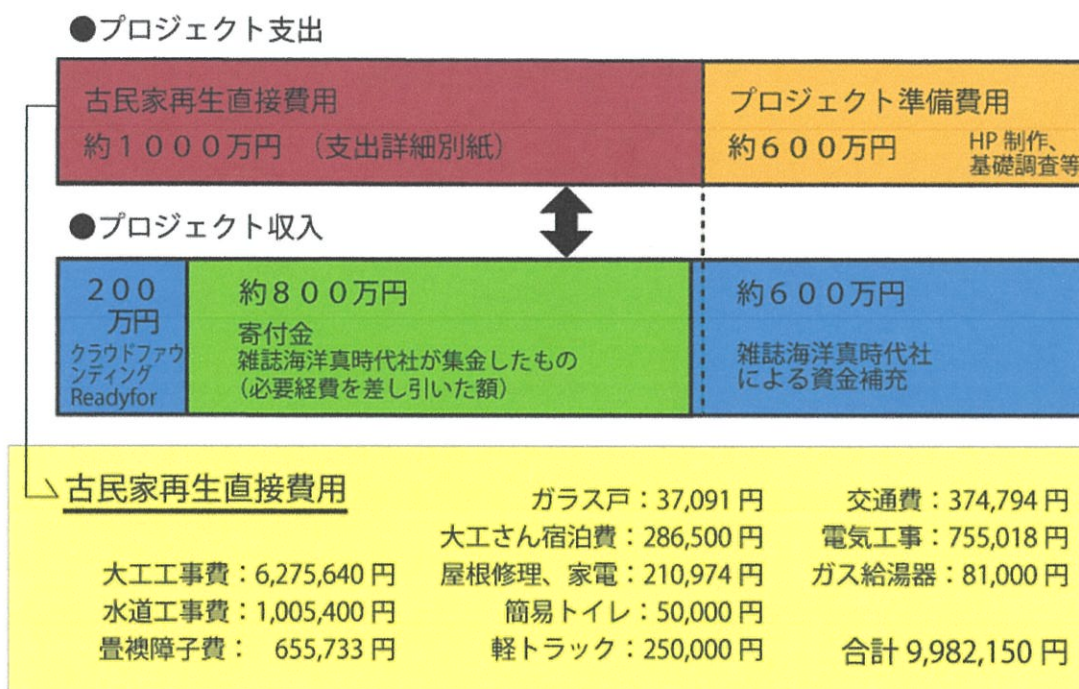 ●プロジェクト支出
古民家再生直接費用
約1000万円 (支出詳細別紙)
プロジェクト準備費用
約600万円
HP 制作、
基礎調査等
●プロジェクト収入
200
万円
クラウドファウ
ンディング
Readyfor
約800万円
寄付金
雑誌海洋真時代社が集金したもの
(必要経費を差し引いた額)
約600万円
雑誌海洋真時代社
による資金補充
古民家再生直接費用
大工工事費：6,275,640 円
水道工事費：1,005,400 円
畳襖障子費： 655,733 円
ガラス戸：37,091 円
大工さん宿泊費：286,500 円
屋根修理、家電：210,974 円
簡易トイレ：50,000 円
軽トラック：250,000 円
交通費：374,794 円
電気工事：755,018 円
ガス給湯器：81,000 円
合計 9,982,150 円